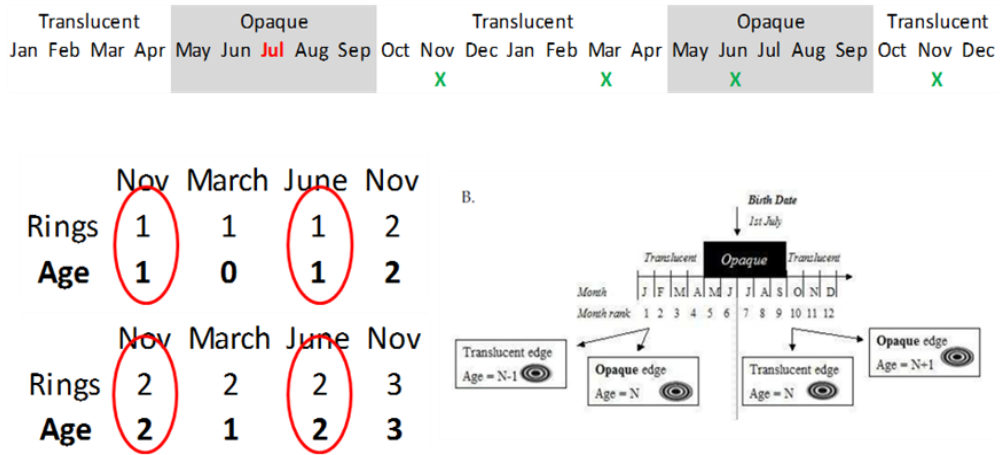 Translucent Opaque Translucent Opaque Translucent
Jan Feb Mar Apr May Jun Jul Aug Sep Oct Nov Dec Jan Feb Mar Apr May Jun Jul Aug Sep Oct Nov Dec
X X X X
Nov March June Nov
Rings 1 1 1 2
Age 1 0 1 2
Nov March June Nov
Rings 2 2 2 3
Age 2 1 2 3
B.
Birth Date
1st July
Translucent Opaque Translucent
Month J F M A M J J A S O N D
Month rank 1 2 3 4 5 6 7 8 9 10 11 12
Translucent edge
Age = N-1
Opaque edge
Age = N
Translucent edge
Age = N
Opaque edge
Age = N+1